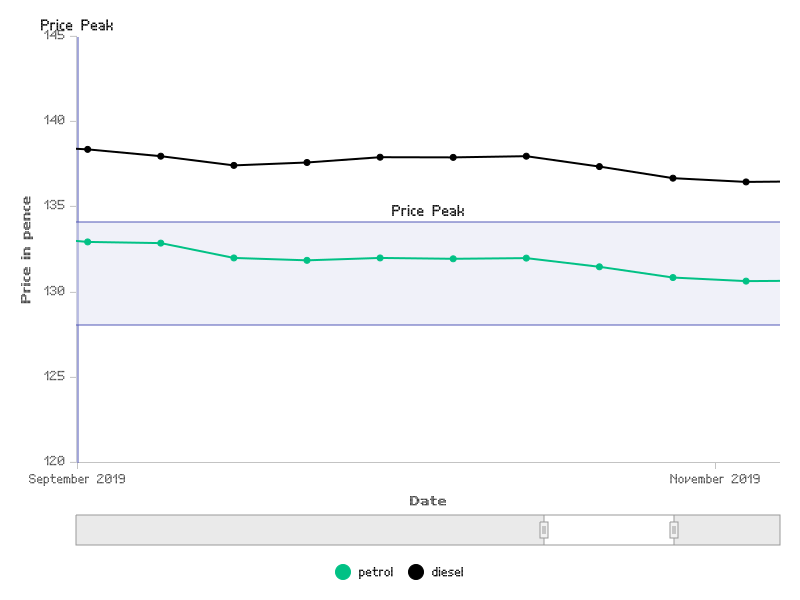 Price Peak
145
140
135
Price Peak
130
125
120
Price in pence
September 2019
November 2019
Date
petrol
diesel